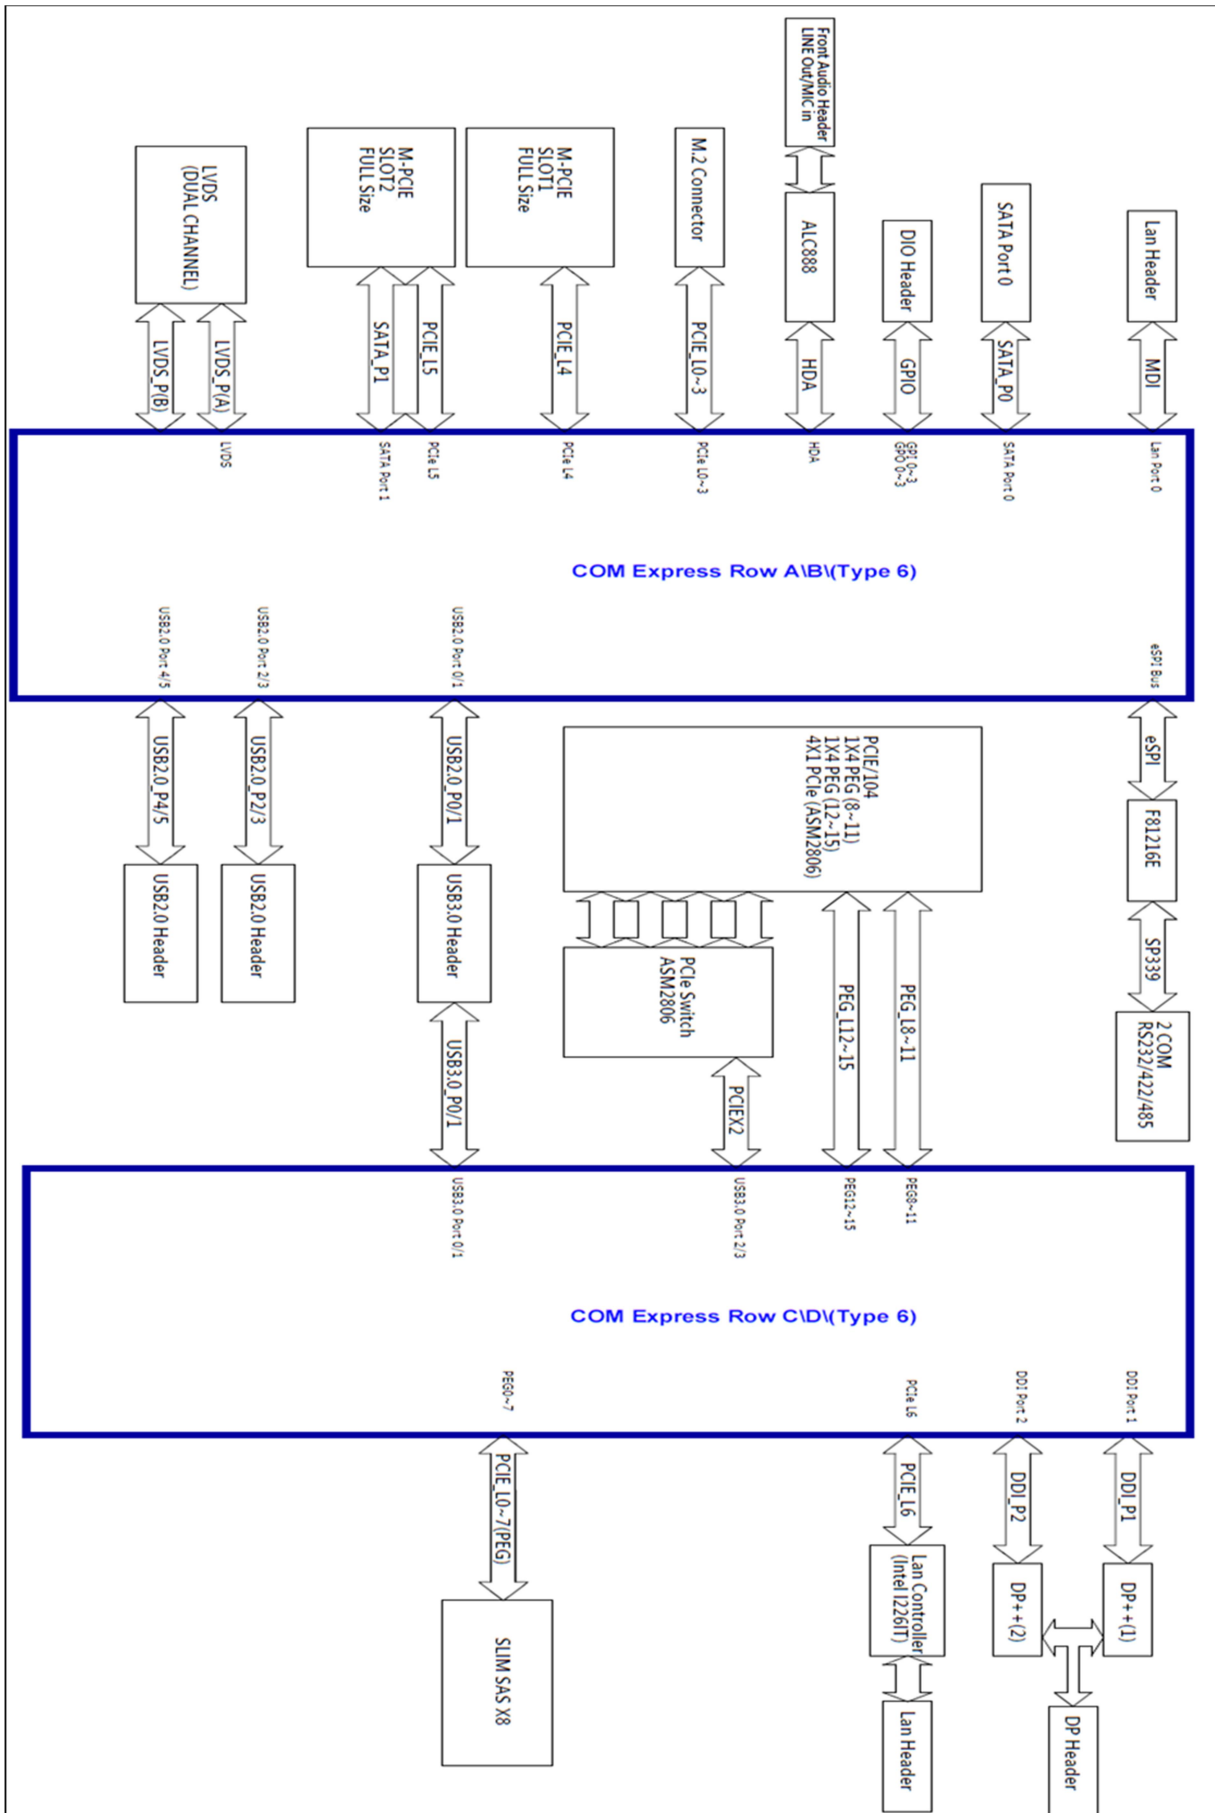 Front Audio Header
LINE Out/MIC in
LVDS
(DUAL CHANNEL)
M-PCIE
SLOT2
FULL Size
M-PCIE
SLOT1
FULL Size
M.2 Connector
ALC888
DIO Header
SATA Port 0
Lan Header
LVDS_P(B)
LVDS_P(A)
SATA_P1
PCIE_L5
PCIE_L4
PCIE_L0~3
HDA
GPIO
SATA_P0
MDI
LVDS
SATA Port 1
PCIe L5
PCIe L4
PCIe L0~3
HDA
GPI 0~3
GPO 0~3
SATA Port 0
Lan Port 0
COM Express Row A\B\(Type 6)
USB2.0 Port 4/5
USB2.0 Port 2/3
USB2.0 Port 0/1
eSPI Bus
USB2.0_P4/5
USB2.0_P2/3
USB2.0_P0/1
PCIE/104
1X4 PEG (8~11)
1X4 PEG (12~15)
4X1 PCIe (ASM2806)
eSPI
F81216E
USB2.0 Header
USB2.0 Header
USB3.0 Header
PCIe Switch
ASM2806
PEG_L12~15
PEG_L8~11
SP339
2 COM
RS232/422/485
USB3.0_P0/1
PCIEX2
USB3.0 Port 0/1
USB3.0 Port 2/3
PEG12~15
PEG8~11
COM Express Row C\D\(Type 6)
PEG0~7
PCIe L6
DDI Port 2
DDI Port 1
PCIE_L0~7(PEG)
PCIE_L6
DDI_P2
DDI_P1
Lan Controller
(Intel I226IT)
DP++(2)
DP++(1)
SLIM SAS X8
Lan Header
DP Header